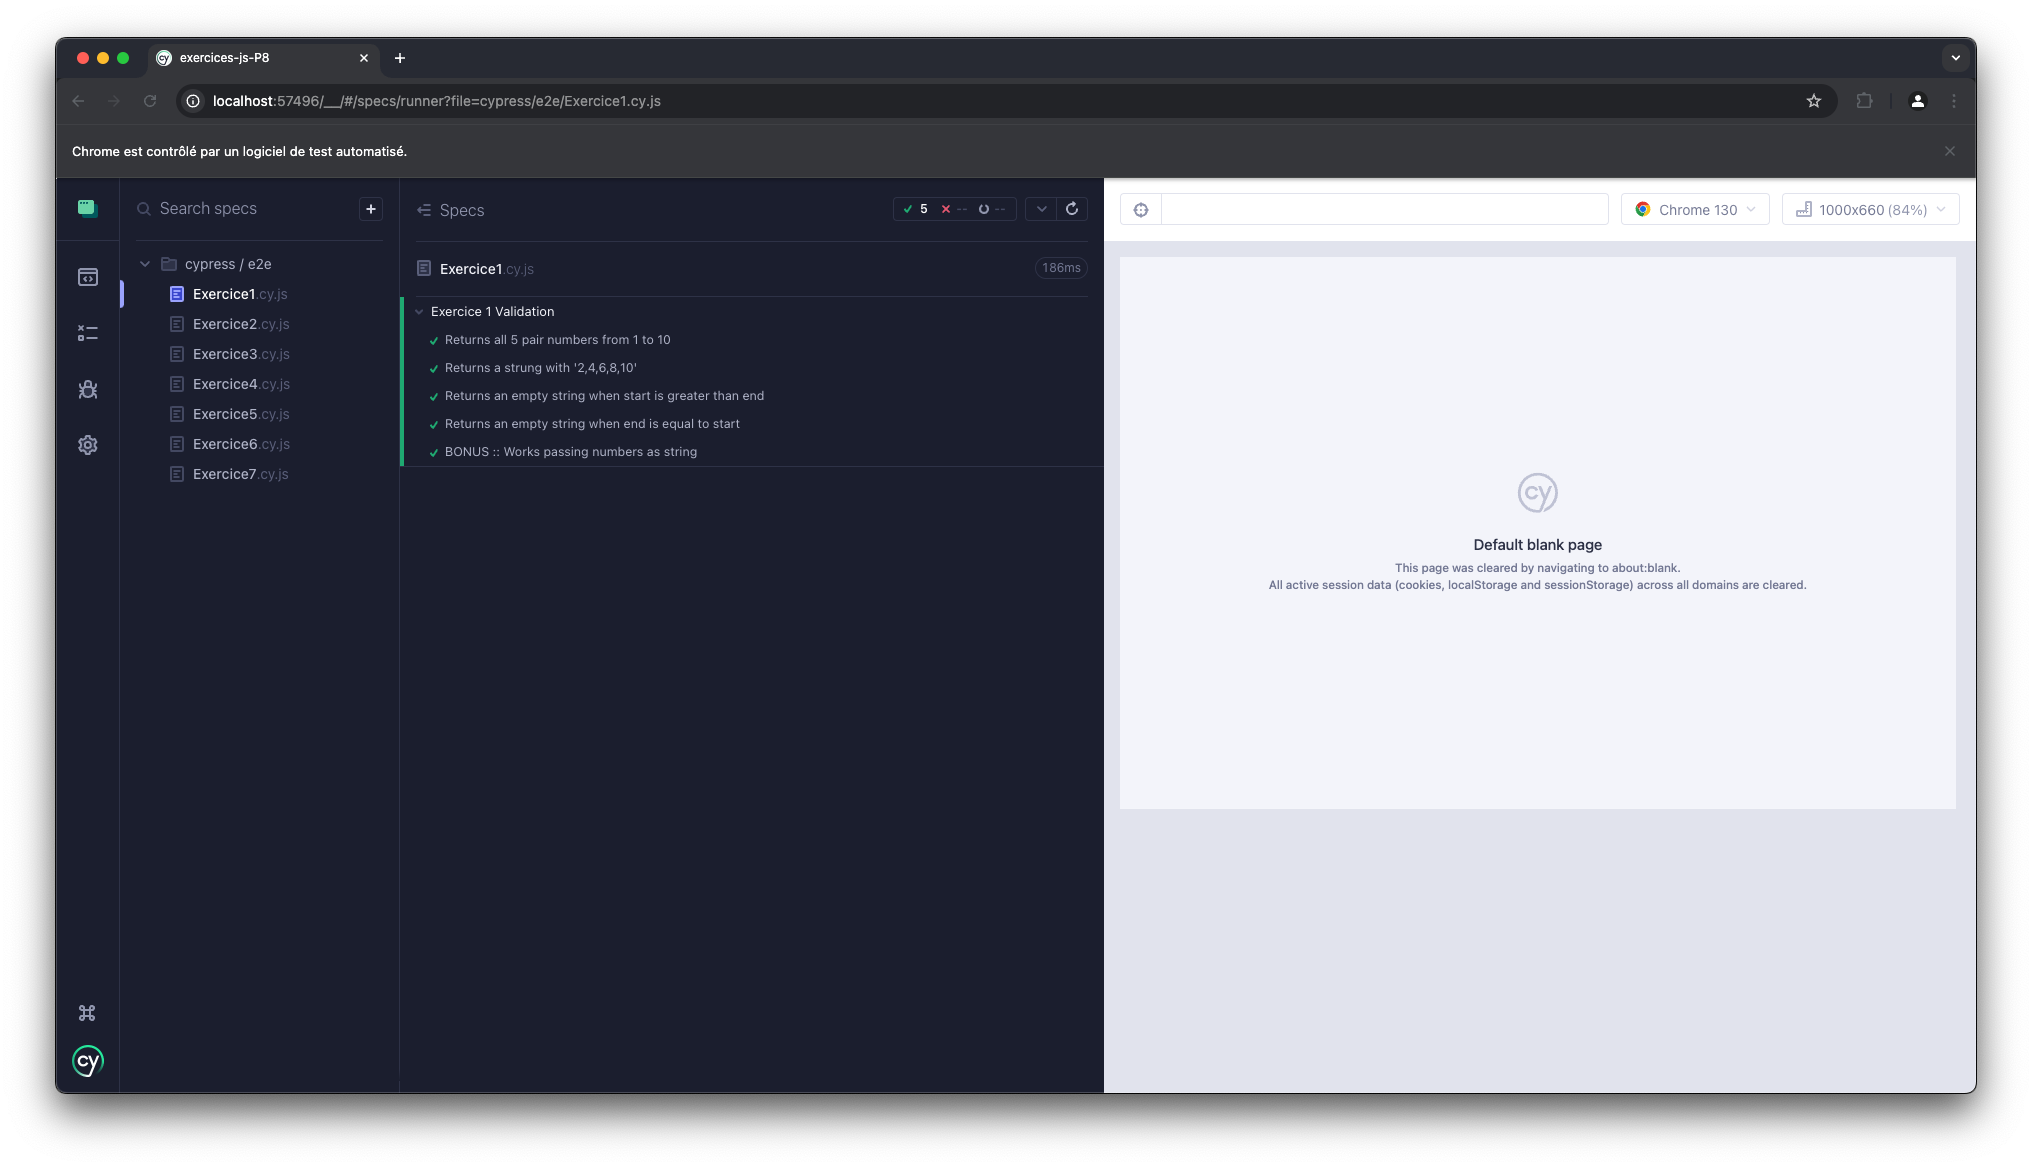 exercices-js-P8
localhost:57496/__/#/specs/runner?file=cypress/e2e/Exercice1.cy.js
Chrome est contrôlé par un logiciel de test automatisé.
Search specs
+
cypress / e2e
Exercice1.cy.js
Exercice2.cy.js
Exercice3.cy.js
Exercice4.cy.js
Exercice5.cy.js
Exercice6.cy.js
Exercice7.cy.js
cy
Specs
5 -- --
Exercice1.cy.js
186ms
Exercice 1 Validation
Returns all 5 pair numbers from 1 to 10
Returns a strung with '2,4,6,8,10'
Returns an empty string when start is greater than end
Returns an empty string when end is equal to start
BONUS :: Works passing numbers as string
Chrome 130
1000x660 (84%)
cy
Default blank page
This page was cleared by navigating to about:blank.
All active session data (cookies, localStorage and sessionStorage) across all domains are cleared.